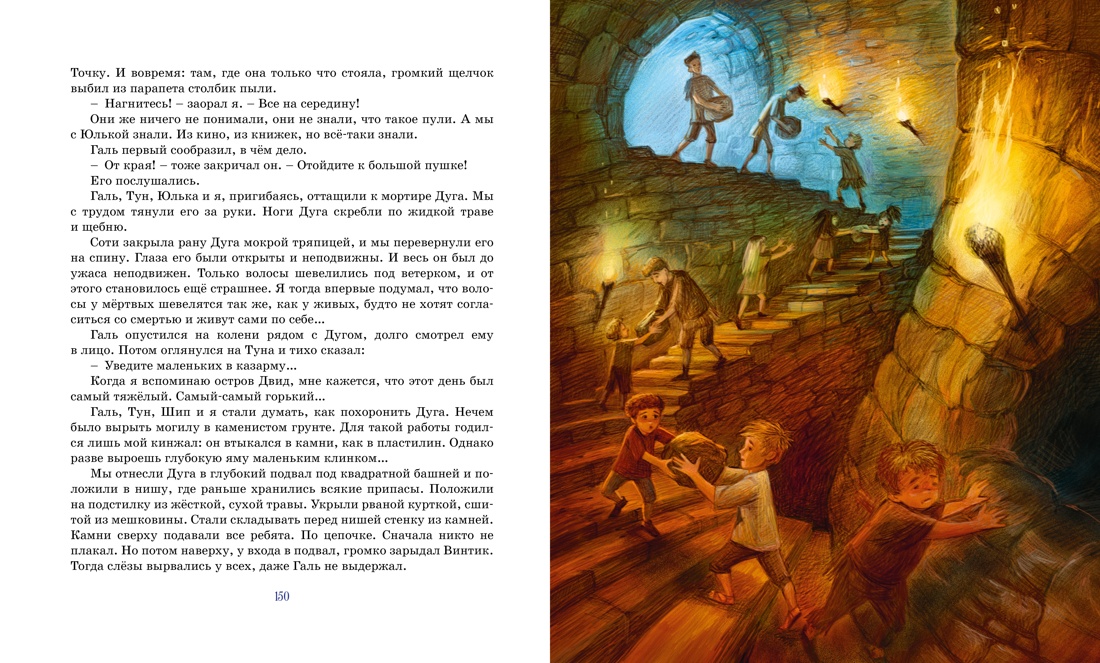 Точку. И вовремя: там, где она только что стояла, громкий щелчок
выбил из парапета столбик пыли.
– Нагнитесь! – заорал я. – Все на середину!
Они же ничего не понимали, они не знали, что такое пули. А мы
с Юлькой знали. Из кино, из книжек, но всё-таки знали.
Галь первый сообразил, в чём дело.
– От края! – тоже закричал он. – Отойдите к большой пушке!
Его послушались.
Галь, Тун, Юлька и я, пригибаясь, оттащили к мортире Дуга. Мы
с трудом тянули его за руки. Ноги Дуга скребли по жидкой траве
и щебню.
Соти закрыла рану Дуга мокрой тряпицей, и мы перевернули его
на спину. Глаза его были открыты и неподвижны. И весь он был до
ужаса неподвижен. Только волосы шевелились под ветерком, и от
этого становилось ещё страшнее. Я тогда впервые подумал, что воло-
сы у мёртвых шевелятся так же, как у живых, будто не хотят согла-
ситься со смертью и живут сами по себе...
Галь опустился на колени рядом с Дугом, долго смотрел ему
в лицо. Потом оглянулся на Туна и тихо сказал:
– Уведите маленьких в казарму...
Когда я вспоминаю остров Двид, мне кажется, что этот день был
самый тяжёлый. Самый-самый горький...
Галь, Тун, Шип и я стали думать, как похоронить Дуга. Нечем
было вырыть могилу в каменистом грунте. Для такой работы годил-
ся лишь мой кинжал: он втыкался в камни, как в пластилин. Однако
разве выроешь глубокую яму маленьким клинком...
Мы отнесли Дуга в глубокий подвал под квадратной башней и по-
ложили в нишу, где раньше хранились всякие припасы. Положили
на подстилку из жёсткой, сухой травы. Укрыли рваной курткой, сши-
той из мешковины. Стали складывать перед нишей стенку из камней.
Камни сверху подавали все ребята. По цепочке. Сначала никто не
плакал. Но потом наверху, у входа в подвал, громко зарыдал Винтик.
Тогда слёзы вырвались у всех, даже Галь не выдержал.
150